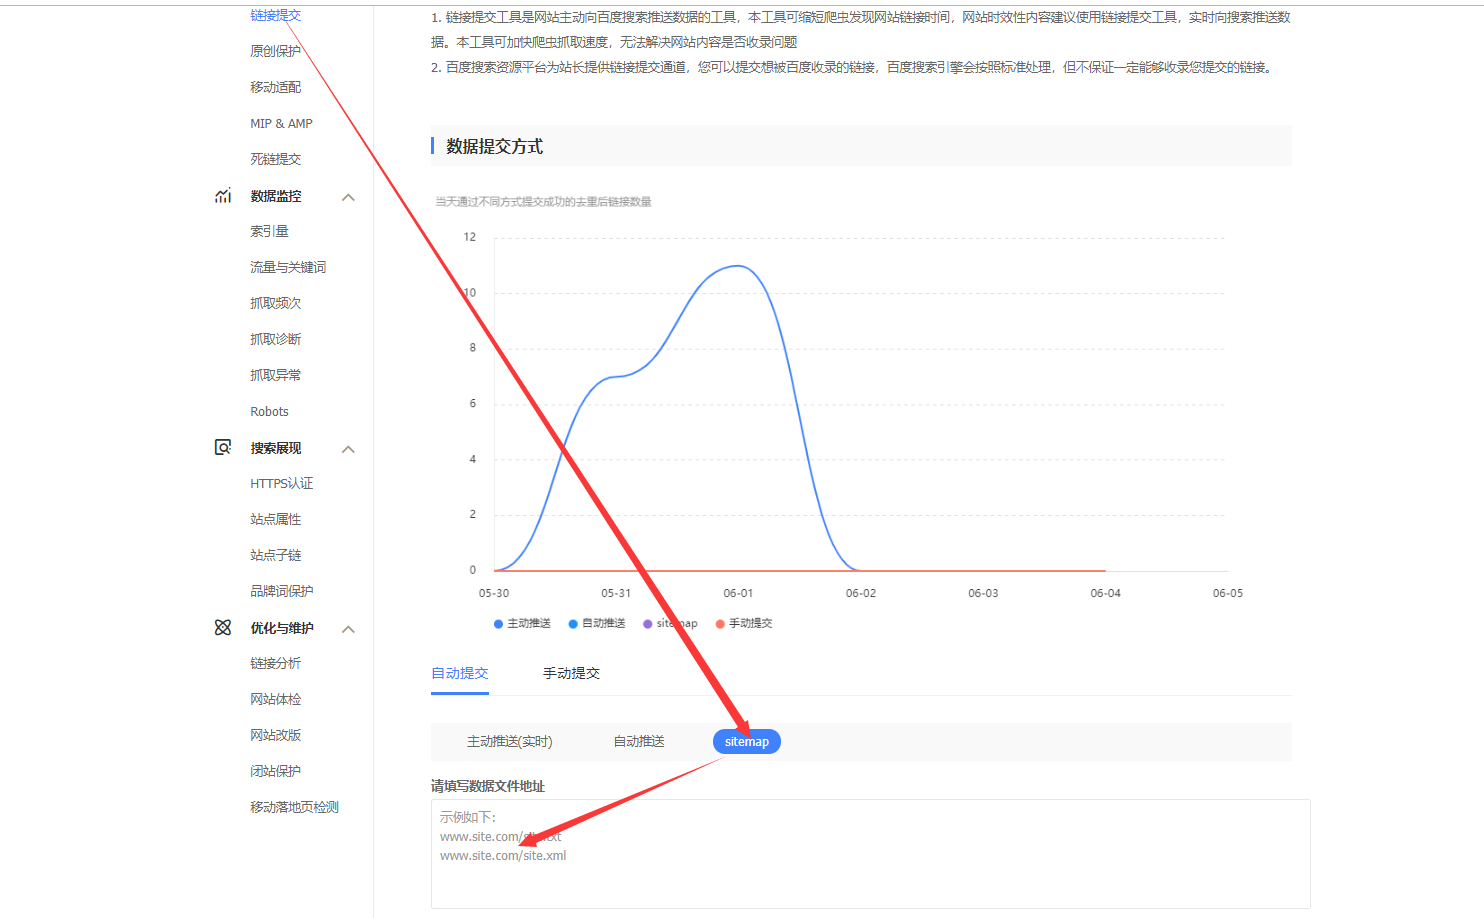 链接提交
原创保护
移动适配
MIP & AMP
死链提交
数据监控
索引量
流量与关键词
抓取频次
抓取诊断
抓取异常
Robots
搜索展现
HTTPS认证
站点属性
站点子链
品牌词保护
优化与维护
链接分析
网站体检
网站改版
闭站保护
移动落地页检测
1. 链接提交工具是网站主动向百度搜索推送数据的工具，本工具可缩短爬虫发现网站链接时间，网站时效性内容建议使用链接提交工具，实时向搜索推送数
据。本工具可加快爬虫抓取速度，无法解决网站内容是否收录问题
2. 百度搜索资源平台为站长提供链接提交通道，您可以提交想被百度收录的链接，百度搜索引擎会按照标准处理，但不保证一定能够收录您提交的链接。
数据提交方式
当天通过不同方式提交成功的去重后链接数量
12
10
8
6
4
2
0
05-30 05-31 06-01 06-02 06-03 06-04 06-05
主动推送 自动推送 sitemap 手动提交
自动提交 手动提交
主动推送(实时) 自动推送 sitemap
请填写数据文件地址
示例如下：
www.site.com/site.txt
www.site.com/site.xml